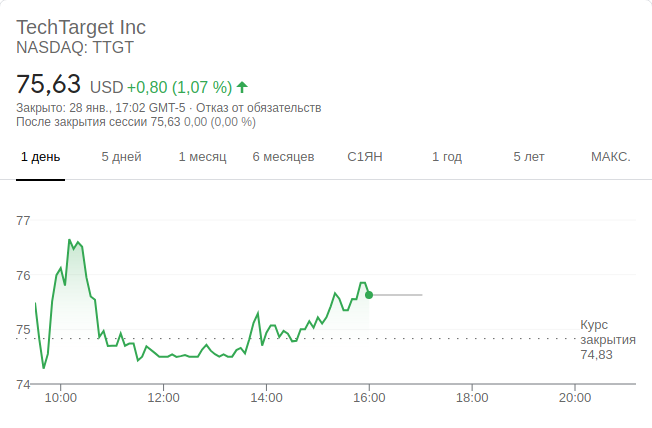 TechTarget Inc
NASDAQ: TTGT
75,63 USD +0,80 (1,07 %)
Закрыто: 28 янв., 17:02 GMT-5 · Отказ от обязательств
После закрытия сессии 75,63 0,00 (0,00 %)
1 день 5 дней 1 месяц 6 месяцев С1ЯН 1 год 5 лет МАКС.
77
76
75
74
Курс
закрытия
74,83
10:00 12:00 14:00 16:00 18:00 20:00